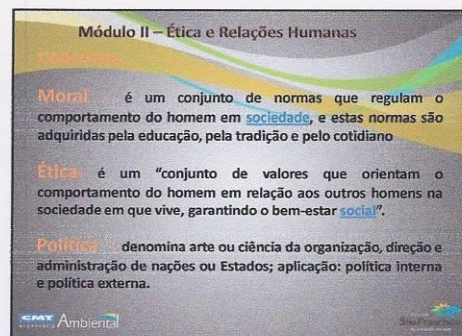 Módulo II – Ética e Relações Humanas
Conceitos
Moral - é um conjunto de normas que regulam o
comportamento do homem em sociedade, e estas normas são
adquiridas pela educação, pela tradição e pelo cotidiano
Ética é um "conjunto de valores que orientam o
comportamento do homem em relação aos outros homens na
sociedade em que vive, garantindo o bem-estar social".
Política - denomina arte ou ciência da organização, direção e
administração de nações ou Estados; aplicação: política interna
e política externa.
CMT Ambiental
São Francisco